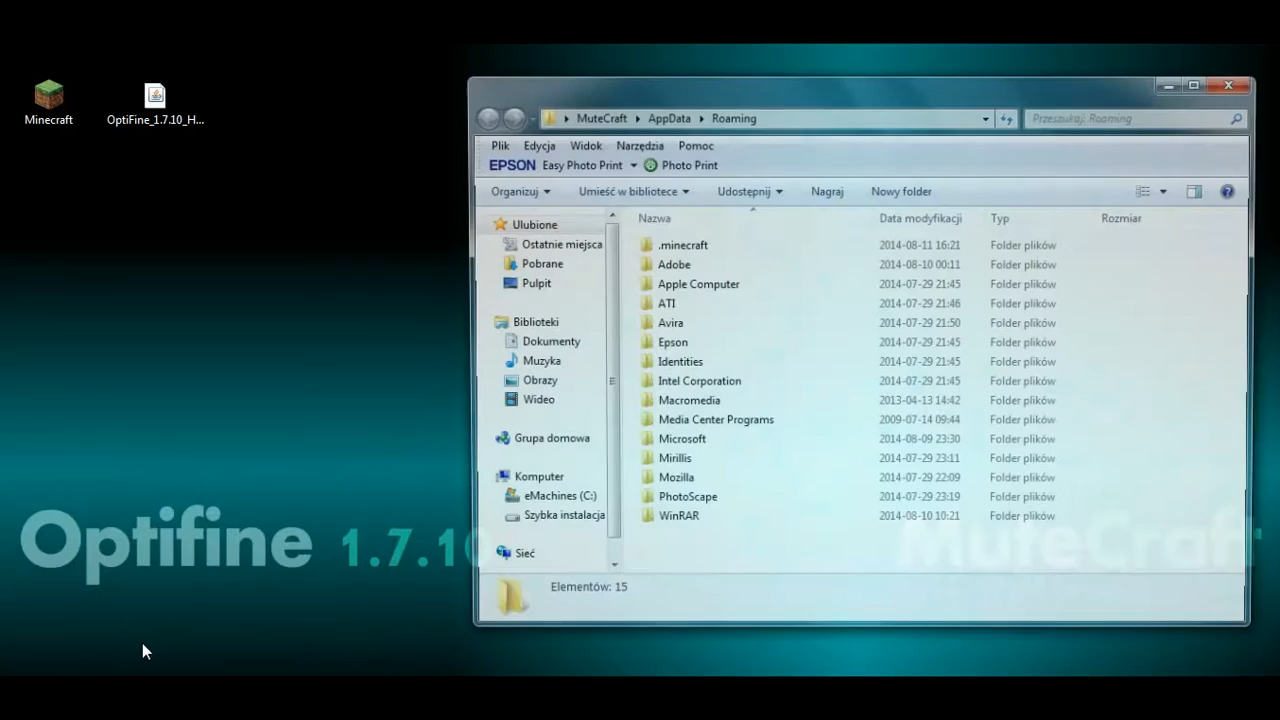 Minecraft
OptiFine_1.7.10_H...
MuteCraft
AppData
Roaming
Przeszukaj: Roaming
Plik Edycja Widok Narzędzia Pomoc
EPSON Easy Photo Print Photo Print
Organizuj Umieść w bibliotece Udostępnij Nagraj Nowy folder
Nazwa Data modyfikacji Typ Rozmiar
Ulubione
Ostatnie miejsca
Pobrane
Pulpit
Biblioteki
Dokumenty
Muzyka
Obrazy
Wideo
Grupa domowa
Komputer
eMachines (C:)
Szybka instalacja
Sieć
.minecraft 2014-08-11 16:21 Folder plików
Adobe 2014-08-10 00:11 Folder plików
Apple Computer 2014-07-29 21:45 Folder plików
ATI 2014-07-29 21:46 Folder plików
Avira 2014-07-29 21:50 Folder plików
Epson 2014-07-29 21:45 Folder plików
Identities 2014-07-29 21:45 Folder plików
Intel Corporation 2014-07-29 21:45 Folder plików
Macromedia 2013-04-13 14:42 Folder plików
Media Center Programs 2009-07-14 09:44 Folder plików
Microsoft 2014-08-09 23:30 Folder plików
Mirillis 2014-07-29 23:11 Folder plików
Mozilla 2014-07-29 22:09 Folder plików
PhotoScape 2014-07-29 23:19 Folder plików
WinRAR 2014-08-10 10:21 Folder plików
Elementów: 15
Optifine 1.7.10
MuteCraft